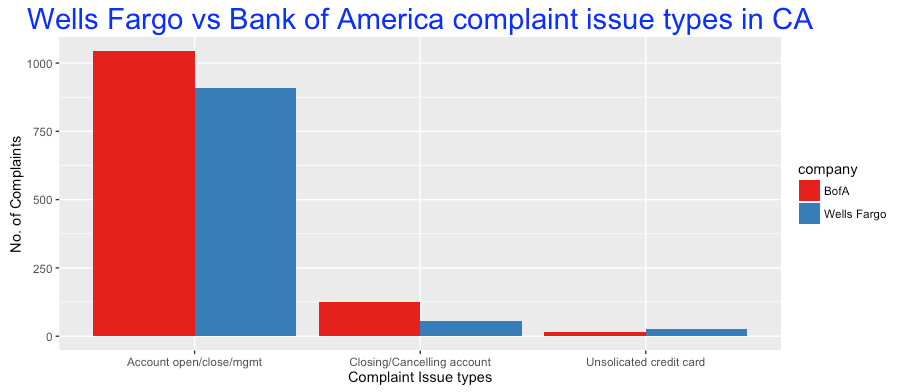 Wells Fargo vs Bank of America complaint issue types in CA
No. of Complaints
1000
750
500
250
0
Account open/close/mgmt
Closing/Cancelling account
Unsolicated credit card
Complaint Issue types
company
BofA
Wells Fargo